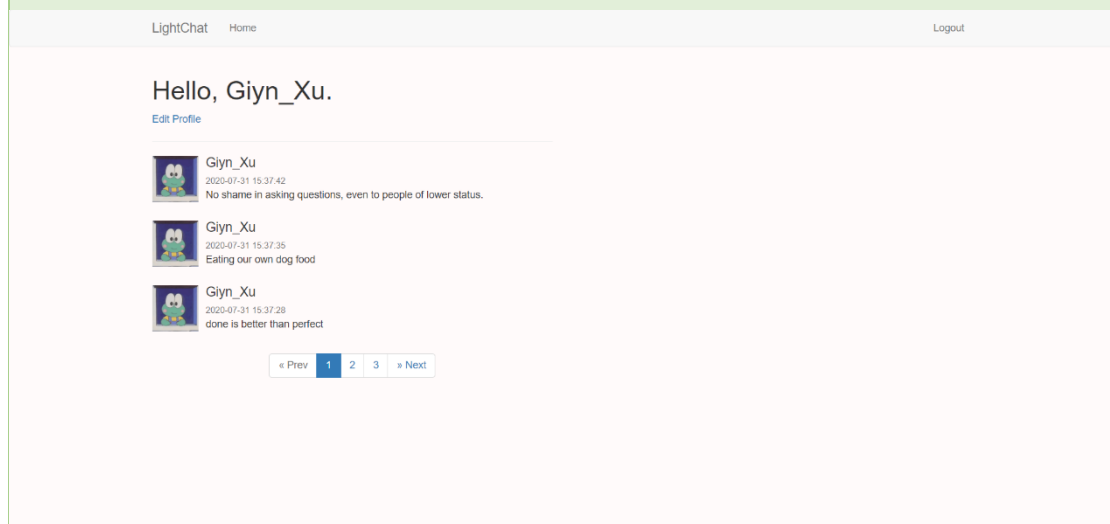 LightChat Home Logout
Hello, Giyn_Xu.
Edit Profile
Giyn_Xu
2020-07-31 15:37:42
No shame in asking questions, even to people of lower status.
Giyn_Xu
2020-07-31 15:37:35
Eating our own dog food
Giyn_Xu
2020-07-31 15:37:28
done is better than perfect
« Prev 1 2 3 » Next